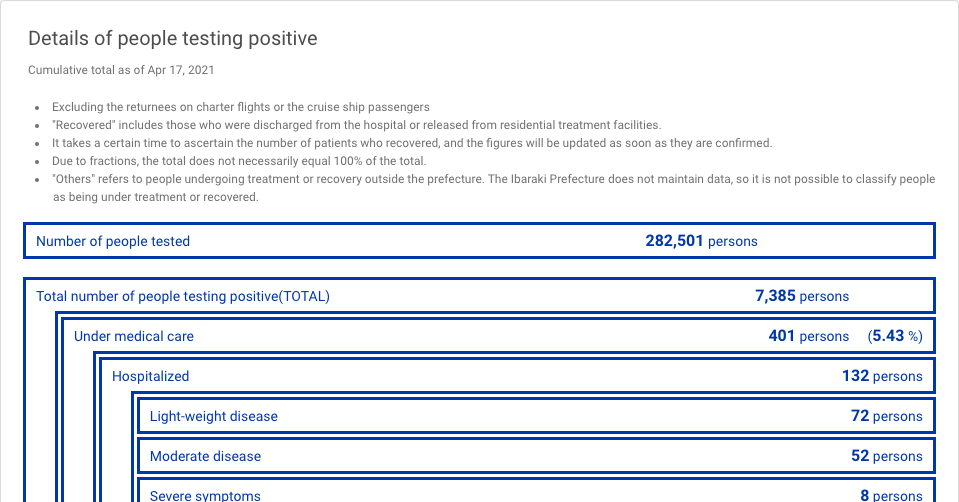 Details of people testing positive
Cumulative total as of Apr 17, 2021
• Excluding the returnees on charter flights or the cruise ship passengers
• "Recovered" includes those who were discharged from the hospital or released from residential treatment facilities.
• It takes a certain time to ascertain the number of patients who recovered, and the figures will be updated as soon as they are confirmed.
• Due to fractions, the total does not necessarily equal 100% of the total.
• "Others" refers to people undergoing treatment or recovery outside the prefecture. The Ibaraki Prefecture does not maintain data, so it is not possible to classify people
as being under treatment or recovered.
Number of people tested 282,501 persons
Total number of people testing positive(TOTAL) 7,385 persons
Under medical care 401 persons (5.43 %)
Hospitalized 132 persons
Light-weight disease 72 persons
Moderate disease 52 persons
Severe symptoms 8 persons